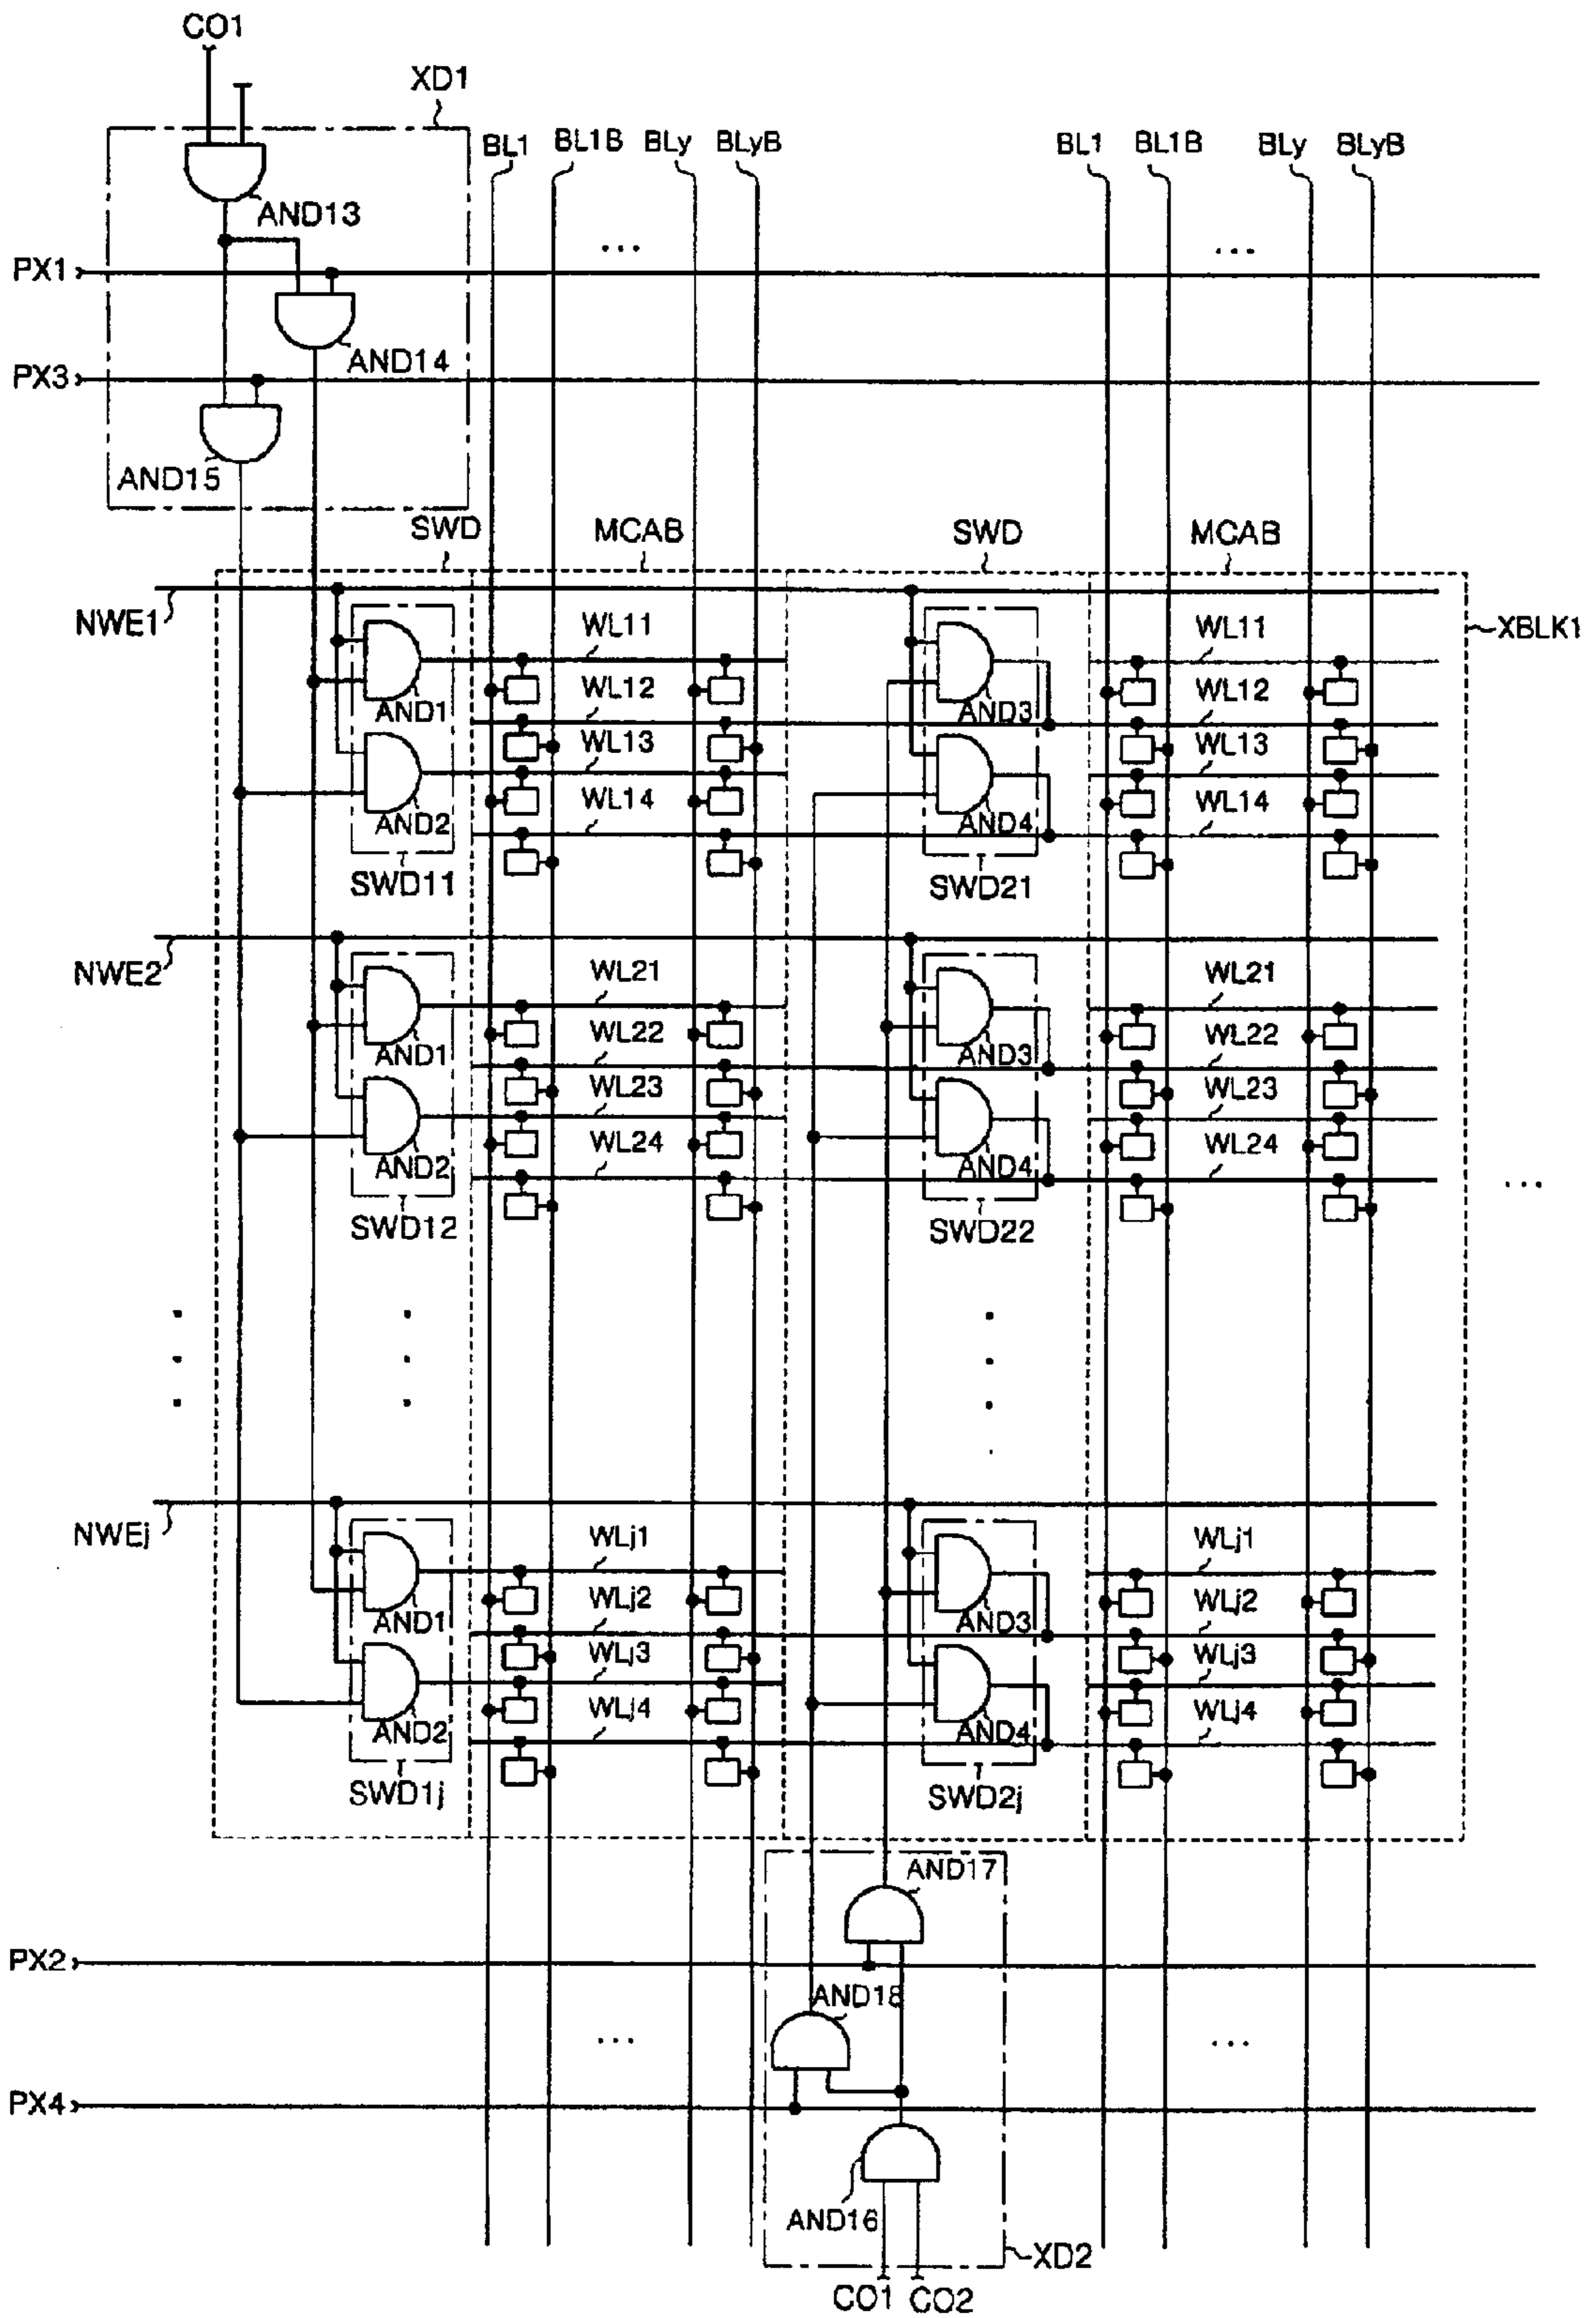 CO1
XD1
BL1 BL1B BLy BLyB BL1 BL1B BLy BLyB
AND13
... ...
PX1
AND14
PX3
AND15
SWD MCAB SWD MCAB
NWE1
XBLK1
WL11 WL11
WL12 WL12
AND1 AND3
WL13 WL13
WL14 WL14
AND2 AND4
SWD11 SWD21
NWE2
WL21 WL21
WL22 WL22
AND1 AND3
WL23 WL23
WL24 WL24
AND2 AND4
...
SWD12 SWD22
NWEj
WLj1 WLj1
WLj2 WLj2
AND1 AND3
WLj3 WLj3
WLj4 WLj4
AND2 AND4
SWD1j SWD2j
AND17
PX2
AND18
... ...
PX4
AND16
XD2
CO1 CO2